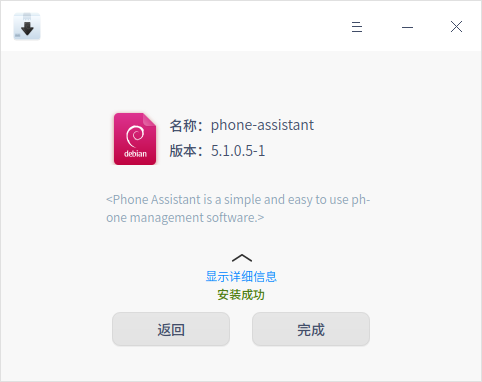 debian
名称：phone-assistant
版本：5.1.0.5-1
<Phone Assistant is a simple and easy to use ph-
one management software.>
显示详细信息
安装成功
返回
完成